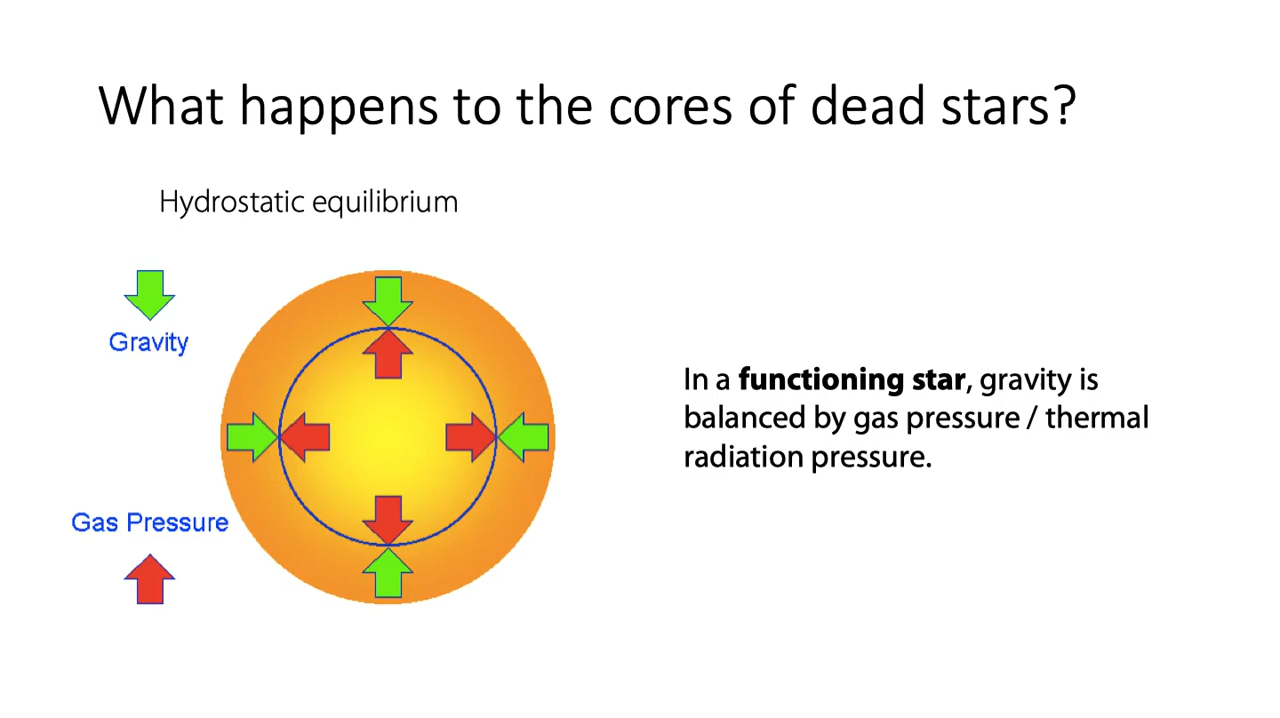 What happens to the cores of dead stars?
Hydrostatic equilibrium
Gravity
Gas Pressure
In a functioning star, gravity is
balanced by gas pressure / thermal
radiation pressure.